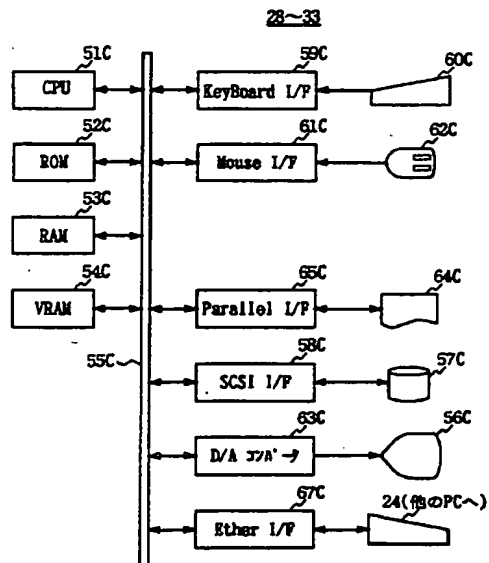 28~33
51C
CPU
52C
ROM
53C
RAM
54C
VRAM
55C
59C
KeyBoard I/F
60C
61C
Mouse I/F
62C
65C
Parallel I/F
64C
58C
SCSI I/F
57C
63C
D/A コンバータ
56C
67C
Ether I/F
24(他のPCへ)